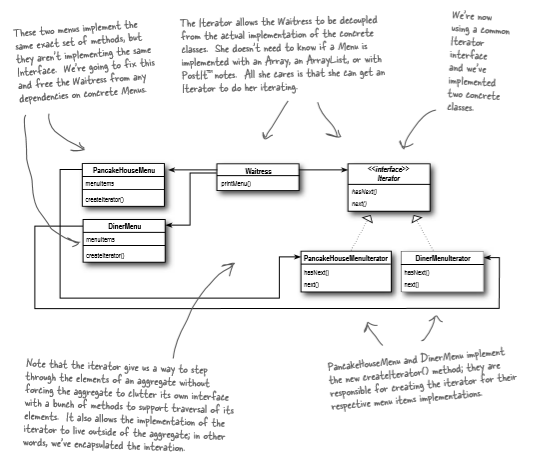 These two menus implement the
same exact set of methods, but
they aren't implementing the same
Interface. We're going to fix this
and free the Waitress from any
dependencies on concrete Menus.
The Iterator allows the Waitress to be decoupled
from the actual implementation of the concrete
classes. She doesn't need to know if a Menu is
implemented with an Array, an ArrayList, or with
PostIt™ notes. All she cares is that she can get an
Iterator to do her iterating.
We're now
using a common
Iterator
interface
and we've
implemented
two concrete
classes.
PancakeHouseMenu
menuItems
createIterator()
Waitress
printMenu()
<<interface>>
Iterator
hasNext()
next()
DinerMenu
menuItems
createIterator()
PancakeHouseMenuIterator
hasNext()
next()
DinerMenuIterator
hasNext()
next()
Note that the iterator give us a way to step
through the elements of an aggregate without
forcing the aggregate to clutter its own interface
with a bunch of methods to support traversal of its
elements. It also allows the implementation of the
iterator to live outside of the aggregate; in other
words, we've encapsulated the interation.
PancakeHouseMenu and DinerMenu implement
the new createIterator() method; they are
responsible for creating the iterator for their
respective menu items implementations.